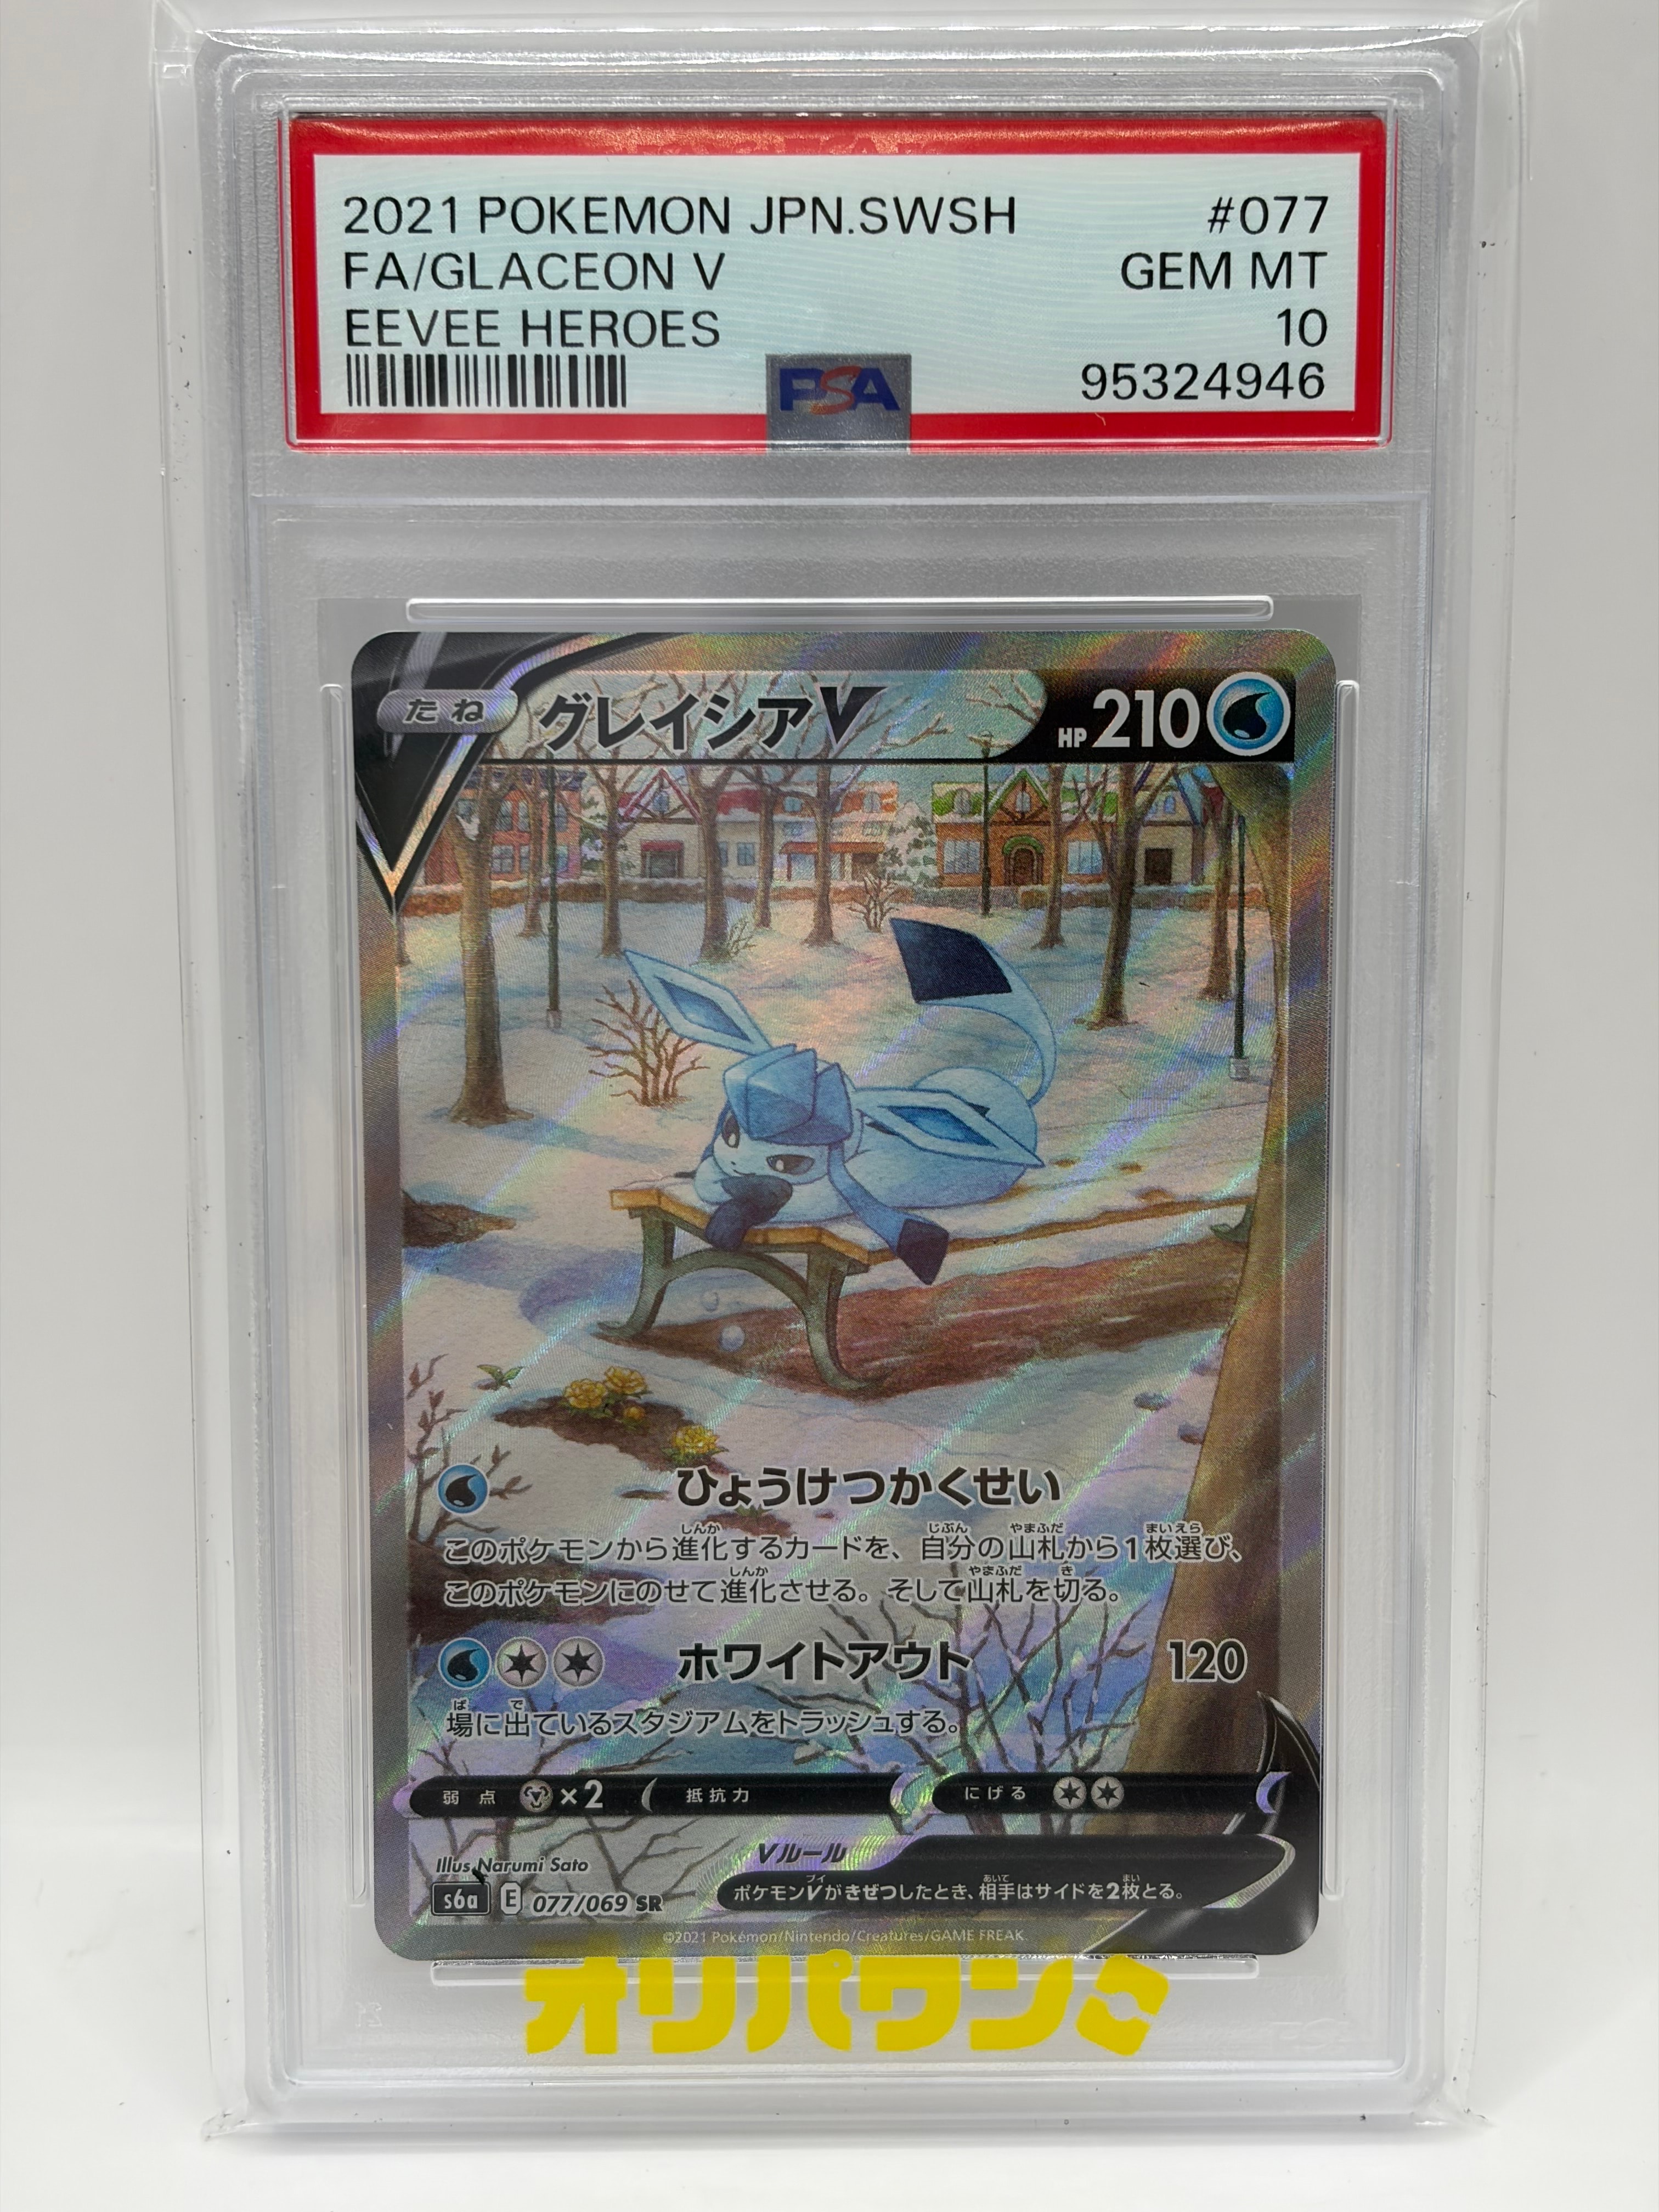 2021 POKEMON JPN.SWSH #077
FA/GLACEON V GEM MT
EEVEE HEROES 10
95324946
PSA
たね グレイシアV HP210
ひょうけつかくせい
このポケモンから進化するカードを、自分の山札から1枚選び、
このポケモンにのせて進化させる。そして山札を切る。
ホワイトアウト 120
場に出ているスタジアムをトラッシュする。
弱点 ×2 抵抗力 にげる
Illus. Narumi Sato
Vルール
ポケモンVがきぜつしたとき、相手はサイドを2枚とる。
s6a E 077/069 SR
©2021 Pokémon/Nintendo/Creatures/GAME FREAK
オリパワン